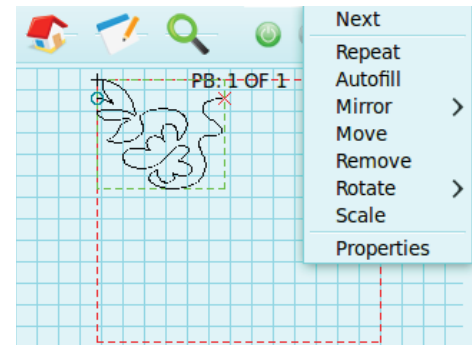 PB: 1 OF 1
Next
Repeat
Autofill
Mirror
Move
Remove
Rotate
Scale
Properties